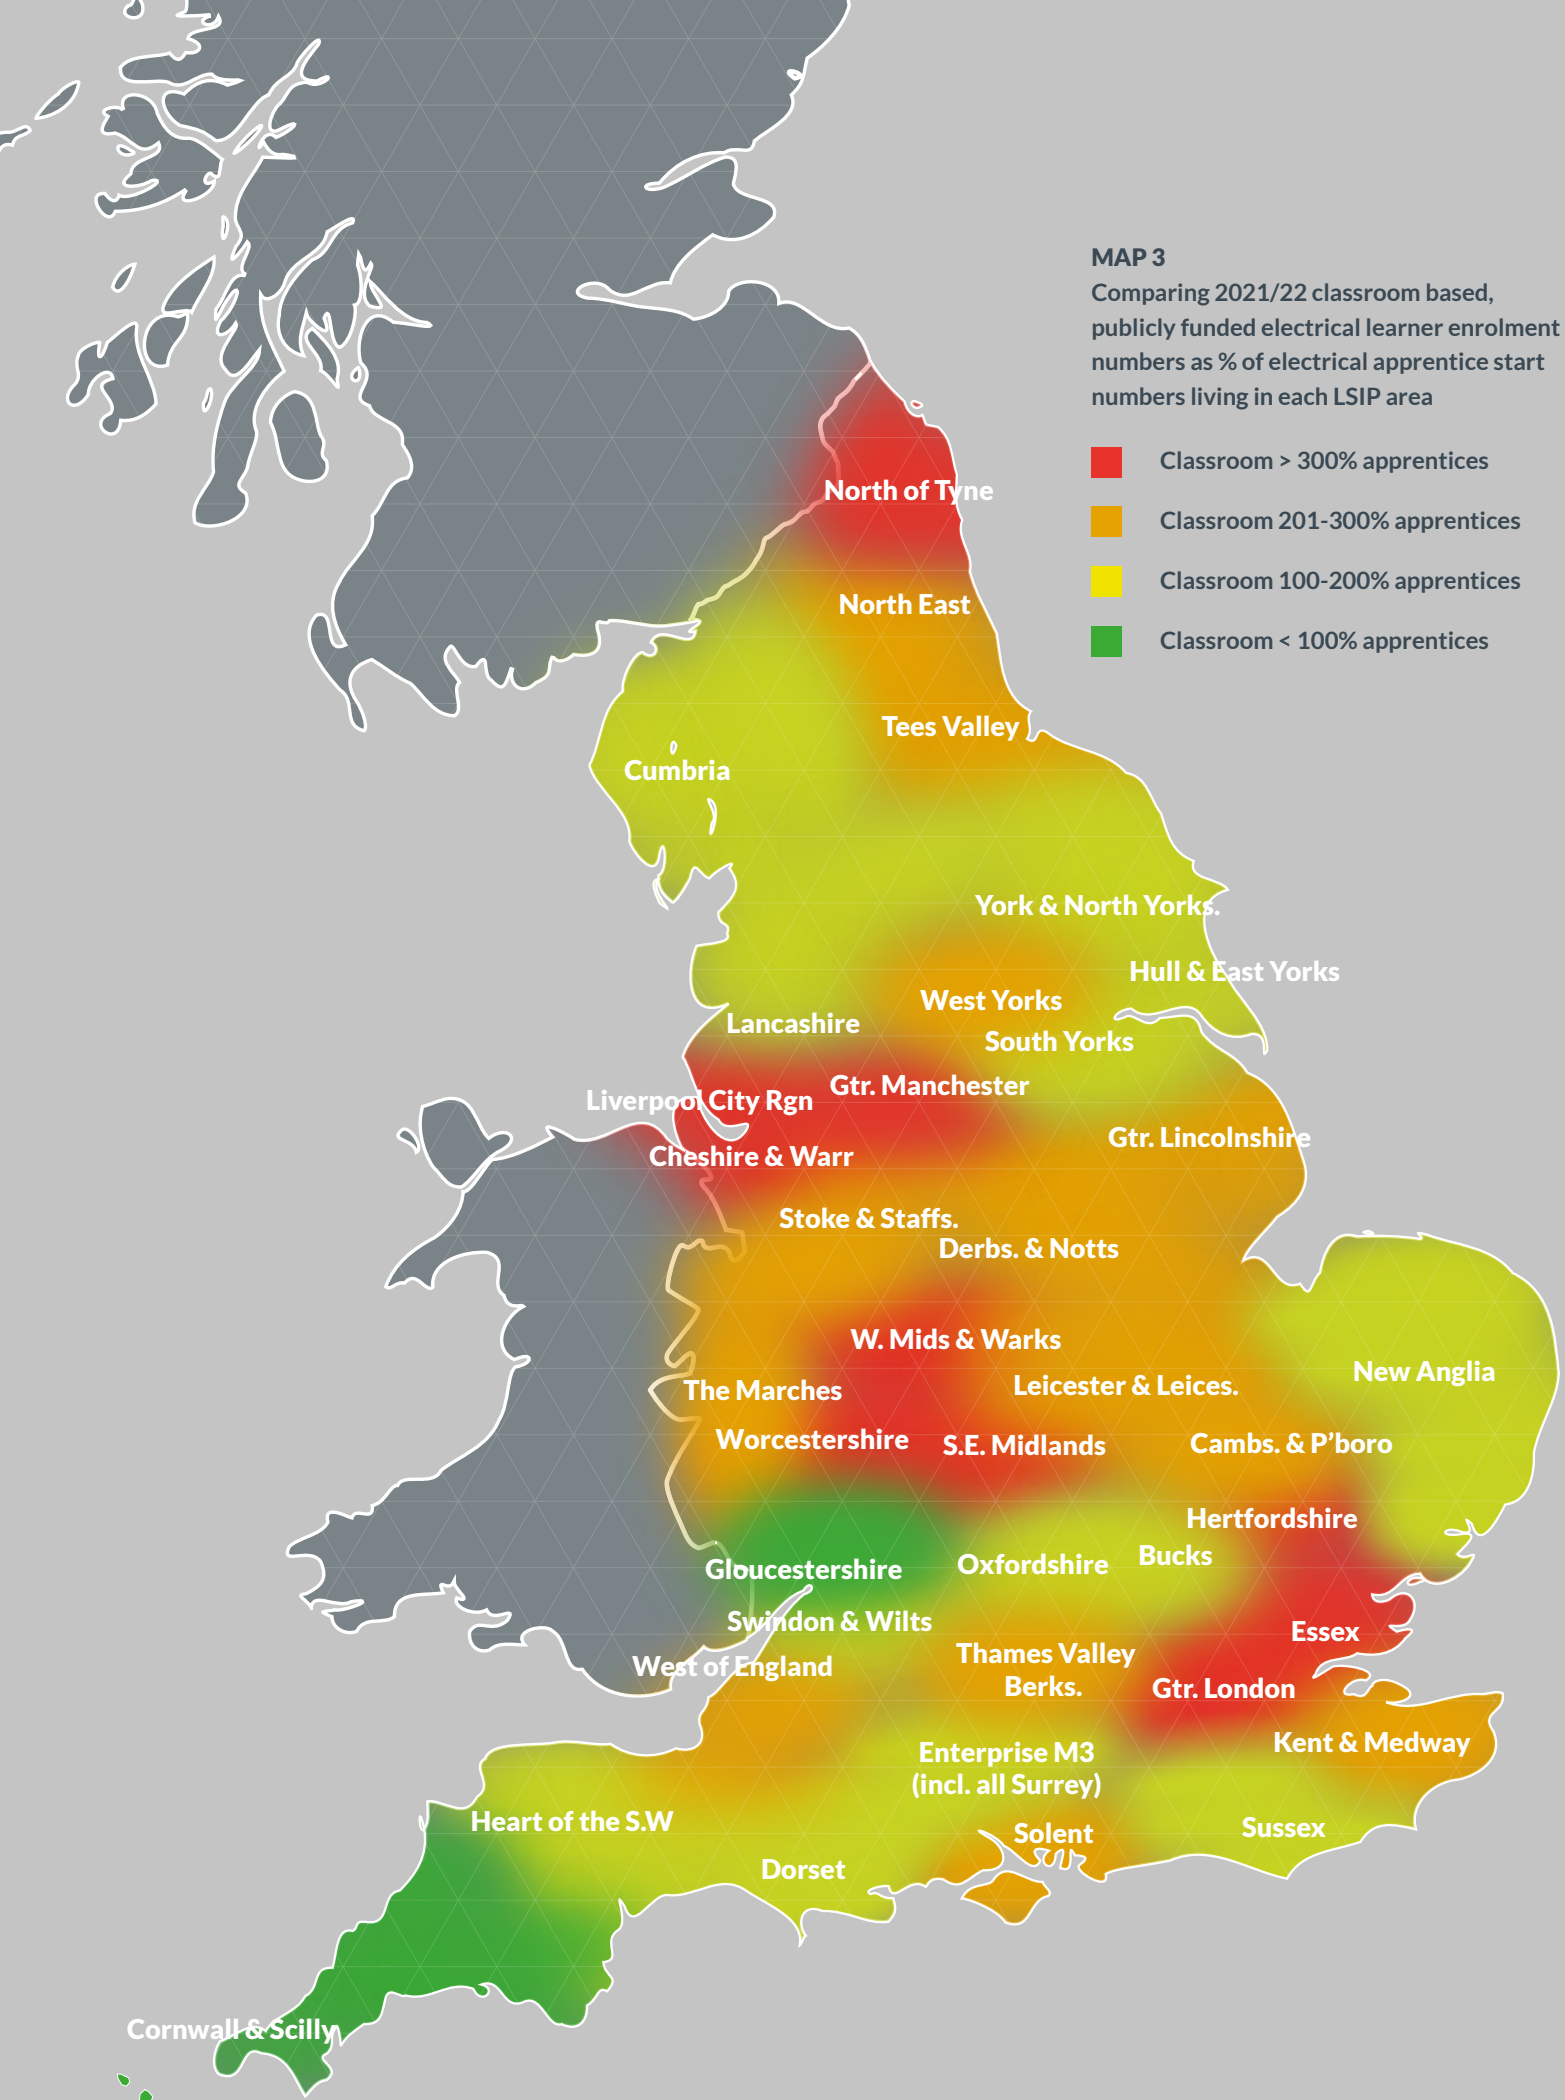 MAP 3
Comparing 2021/22 classroom based,
publicly funded electrical learner enrolment
numbers as % of electrical apprentice start
numbers living in each LSIP area
Classroom > 300% apprentices
Classroom 201-300% apprentices
Classroom 100-200% apprentices
Classroom < 100% apprentices
North of Tyne
North East
Tees Valley
Cumbria
York & North Yorks.
Hull & East Yorks
West Yorks
Lancashire
South Yorks
Gtr. Manchester
Liverpool City Rgn
Gtr. Lincolnshire
Cheshire & Warr
Stoke & Staffs.
Derbs. & Notts
W. Mids & Warks
New Anglia
The Marches
Leicester & Leices.
Worcestershire
S.E. Midlands
Cambs. & P’boro
Hertfordshire
Bucks
Oxfordshire
Gloucestershire
Swindon & Wilts
Essex
West of England
Thames Valley
Berks.
Gtr. London
Kent & Medway
Enterprise M3
(incl. all Surrey)
Heart of the S.W
Sussex
Solent
Dorset
Cornwall & Scilly